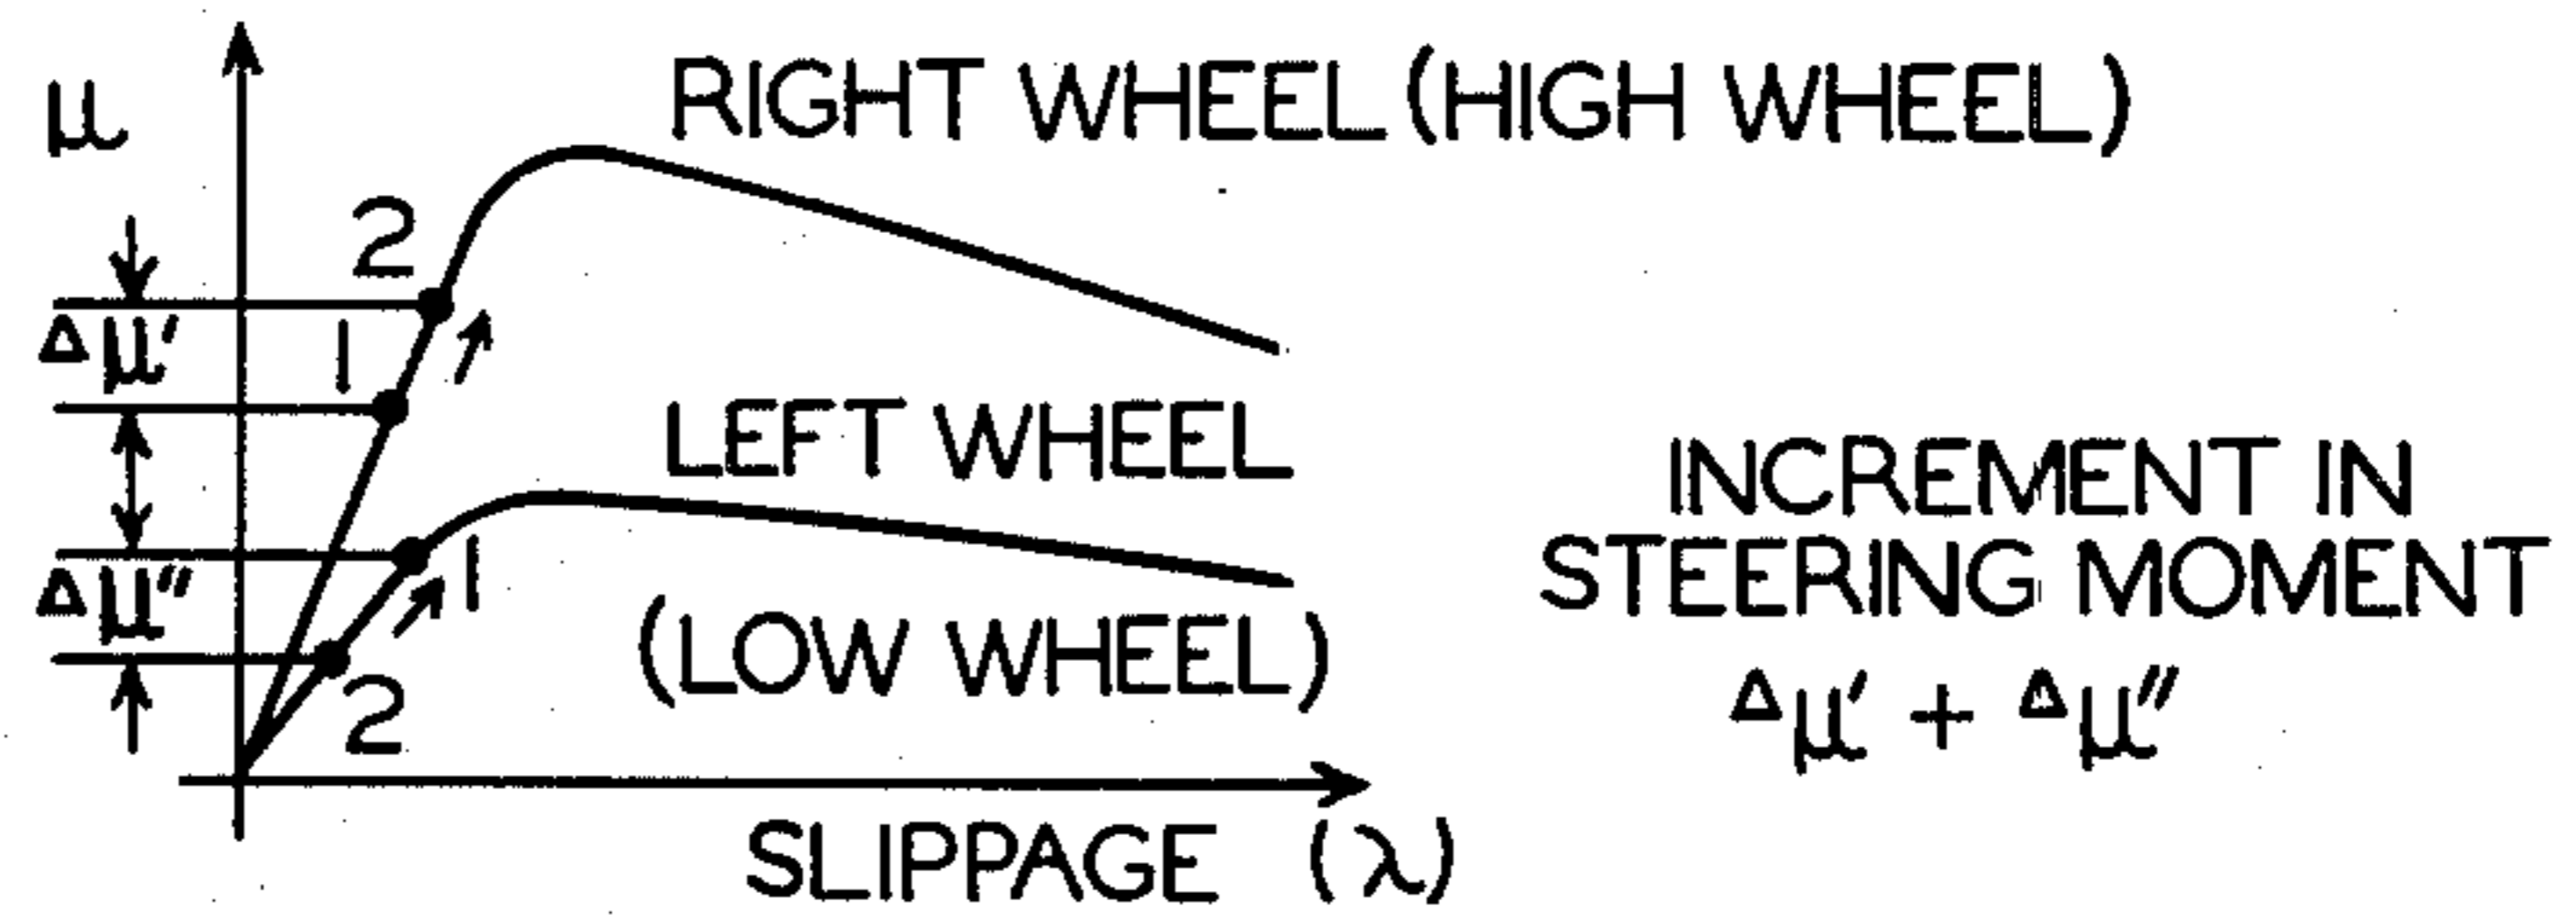 μ
RIGHT WHEEL (HIGH WHEEL)
2
Δμ'
1
LEFT WHEEL
(LOW WHEEL)
1
Δμ"
2
INCREMENT IN
STEERING MOMENT
Δμ' + Δμ"
SLIPPAGE (λ)